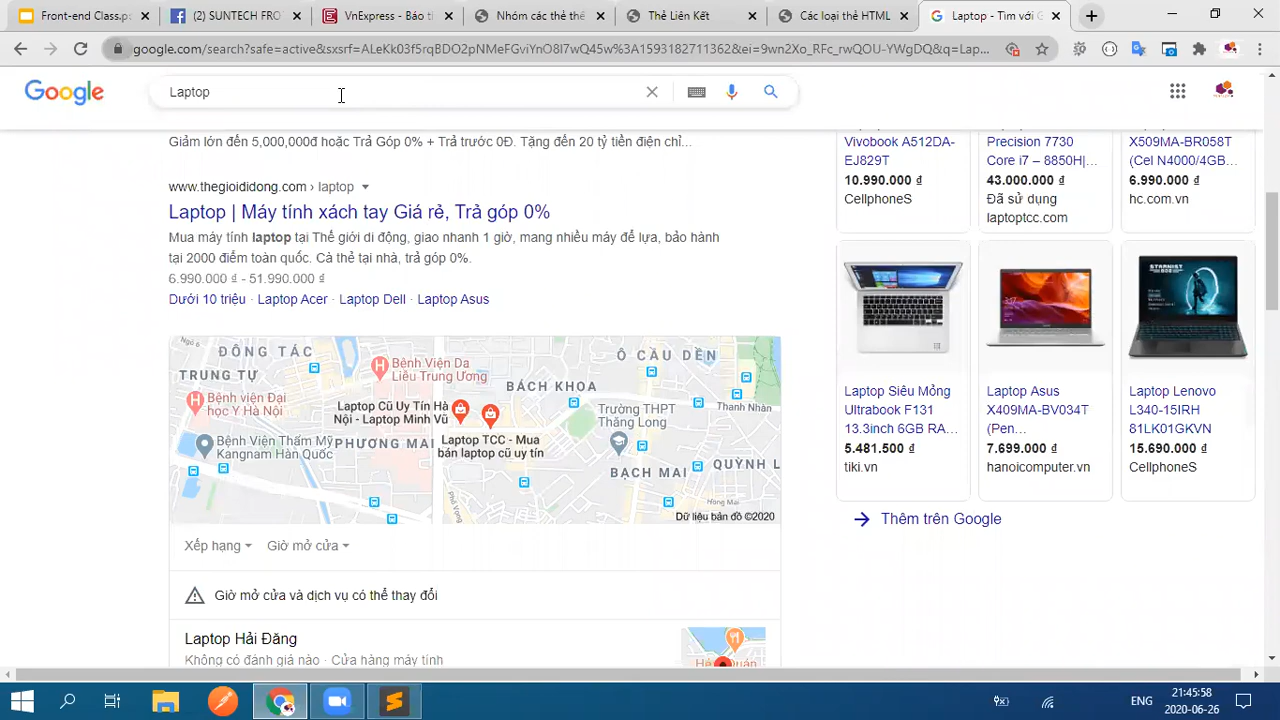 Front-end Class.p
(2) SUNTECH FRO
VnExpress - Báo t
Nhóm các thẻ thẻ
Thẻ Liên Kết
Các loại thẻ HTML
Laptop - Tìm với G
google.com/search?safe=active&sxsrf=ALeKk03f5rqBDO2pNMeFGviYnO8I7wQ45w%3A1593182711362&ei=9wn2Xo_RFc_rwQOU-YWgDQ&q=Lap...
Google
Laptop
Giảm lớn đến 5,000,000đ hoặc Trả Góp 0% + Trả trước 0Đ. Tặng đến 20 tỷ tiền điện chỉ...
www.thegioididong.com › laptop
Laptop | Máy tính xách tay Giá rẻ, Trả góp 0%
Mua máy tính laptop tại Thế giới di động, giao nhanh 1 giờ, mang nhiều máy để lựa, bảo hành
tại 2000 điểm toàn quốc. Cà thẻ tại nhà, trả góp 0%.
6.990.000 ₫ - 51.990.000 ₫
Dưới 10 triệu · Laptop Acer · Laptop Dell · Laptop Asus
Ngõ 6
ĐÔNG TÁC
TRUNG TỰ
Bệnh viện Đại
học Y Hà Nội
Bệnh Viện Da
Liễu Trung Ương
Ô CẦU DỀN
BÁCH KHOA
Laptop Cũ Uy Tín Hà
Nội - Laptop Minh Vũ
Trường THPT
Thăng Long
Thanh Nhàn
Bệnh Viện Thẩm Mỹ
Kangnam Hàn Quốc
PHƯƠNG MAI
Laptop TCC - Mua
bán laptop cũ uy tín
BẠCH MAI
QUỲNH L
Phố Vọng
Hồng Mai
Dữ liệu bản đồ ©2020
Xếp hạng
Giờ mở cửa
Giờ mở cửa và dịch vụ có thể thay đổi
Laptop Hải Đăng
Không có đánh giá nào · Cửa hàng máy tính
Vivobook A512DA-
EJ829T
10.990.000 ₫
CellphoneS
Precision 7730
Core i7 – 8850H|...
43.000.000 ₫
Đã sử dụng
laptoptcc.com
X509MA-BR058T
(Cel N4000/4GB...
6.990.000 ₫
hc.com.vn
Laptop Siêu Mỏng
Ultrabook F131
13.3inch 6GB RA...
5.481.500 ₫
tiki.vn
Laptop Asus
X409MA-BV034T
(Pen...
7.699.000 ₫
hanoicomputer.vn
Laptop Lenovo
L340-15IRH
81LK01GKVN
15.690.000 ₫
CellphoneS
Thêm trên Google
ENG
21:45:58
2020-06-26